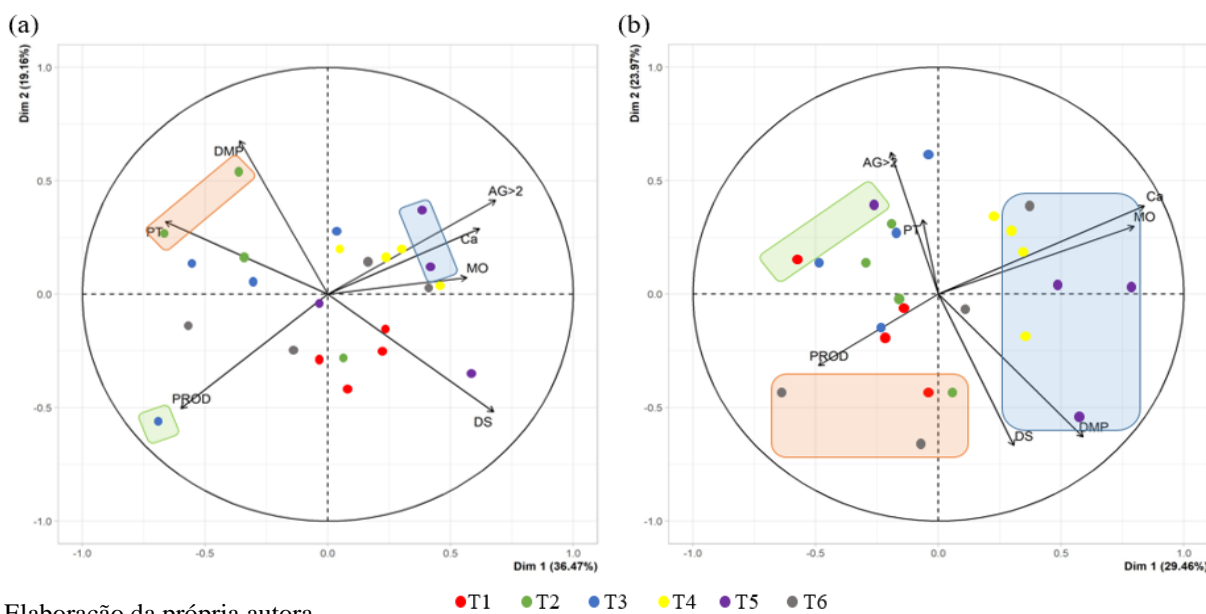 (a)
(b)
Dim 2 (19.16%)
1.0
0.5
0.0
-0.5
-1.0
DMP
PT
AG>2
Ca
MO
PROD
DS
-1.0 -0.5 0.0 0.5 1.0
Dim 1 (36.47%)
Dim 2 (23.97%)
1.0
0.5
0.0
-0.5
-1.0
AG>2
PT
Ca
MO
PROD
DS
DMP
-1.0 -0.5 0.0 0.5 1.0
Dim 1 (29.46%)
Elaboração da própria autora
T1 T2 T3 T4 T5 T6